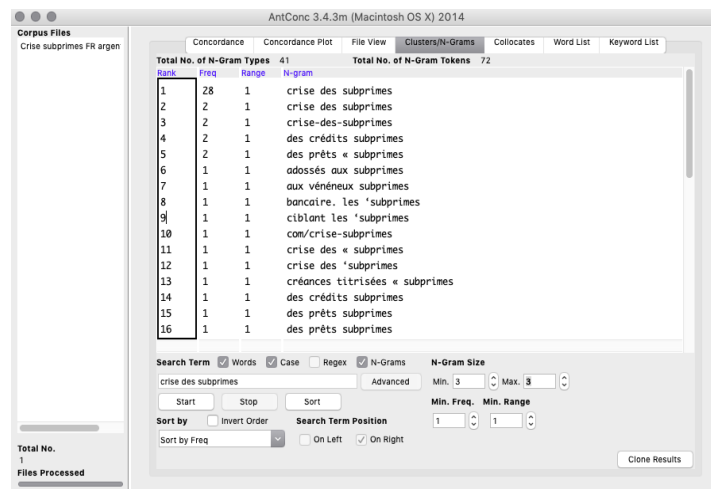 AntConc 3.4.3m (Macintosh OS X) 2014
Corpus Files
Crise subprimes FR argen
Concordance Concordance Plot File View Clusters/N-Grams Collocates Word List Keyword List
Total No. of N-Gram Types 41 Total No. of N-Gram Tokens 72
Rank Freq Range N-gram
1 28 1 crise des subprimes
2 2 1 crise des subprimes
3 2 1 crise-des-subprimes
4 2 1 des crédits subprimes
5 2 1 des prêts « subprimes
6 1 1 adossés aux subprimes
7 1 1 aux vénéneux subprimes
8 1 1 bancaire. les ‘subprimes
9 1 1 ciblant les ‘subprimes
10 1 1 com/crise-subprimes
11 1 1 crise des « subprimes
12 1 1 crise des ‘subprimes
13 1 1 créances titrisées « subprimes
14 1 1 des crédits subprimes
15 1 1 des prêts subprimes
16 1 1 des prêts subprimes
Search Term Words Case Regex N-Grams N-Gram Size
crise des subprimes Advanced Min. 3 Max. 3
Start Stop Sort Min. Freq. Min. Range
Sort by Invert Order Search Term Position 1 1
Sort by Freq On Left On Right
Total No.
1
Files Processed
Clone Results